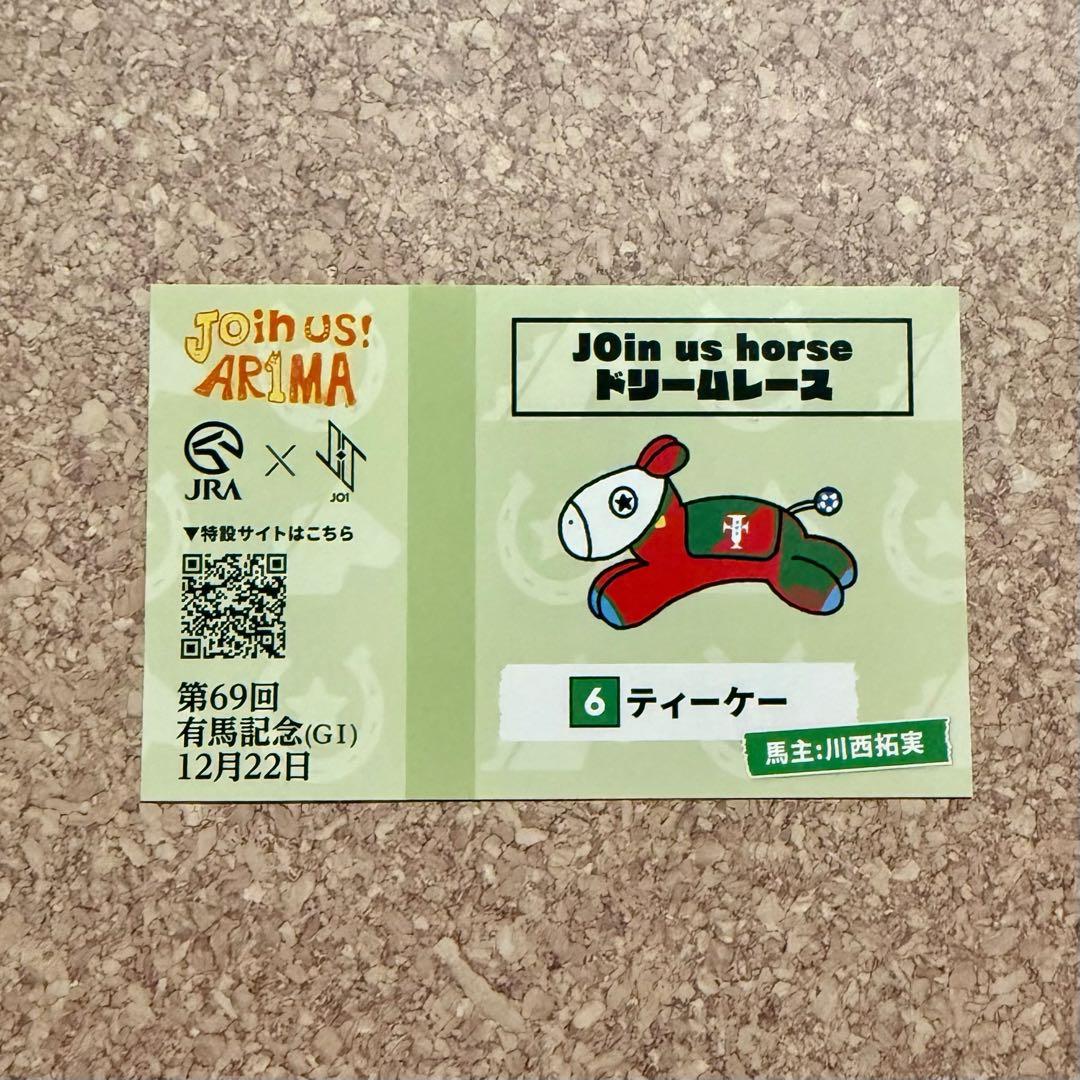 JOin us!
AR1MA
JRA × JO1
▼特設サイトはこちら
第69回
有馬記念(GI)
12月22日
JOin us horse
ドリームレース
6 ティーケー
馬主:川西拓実